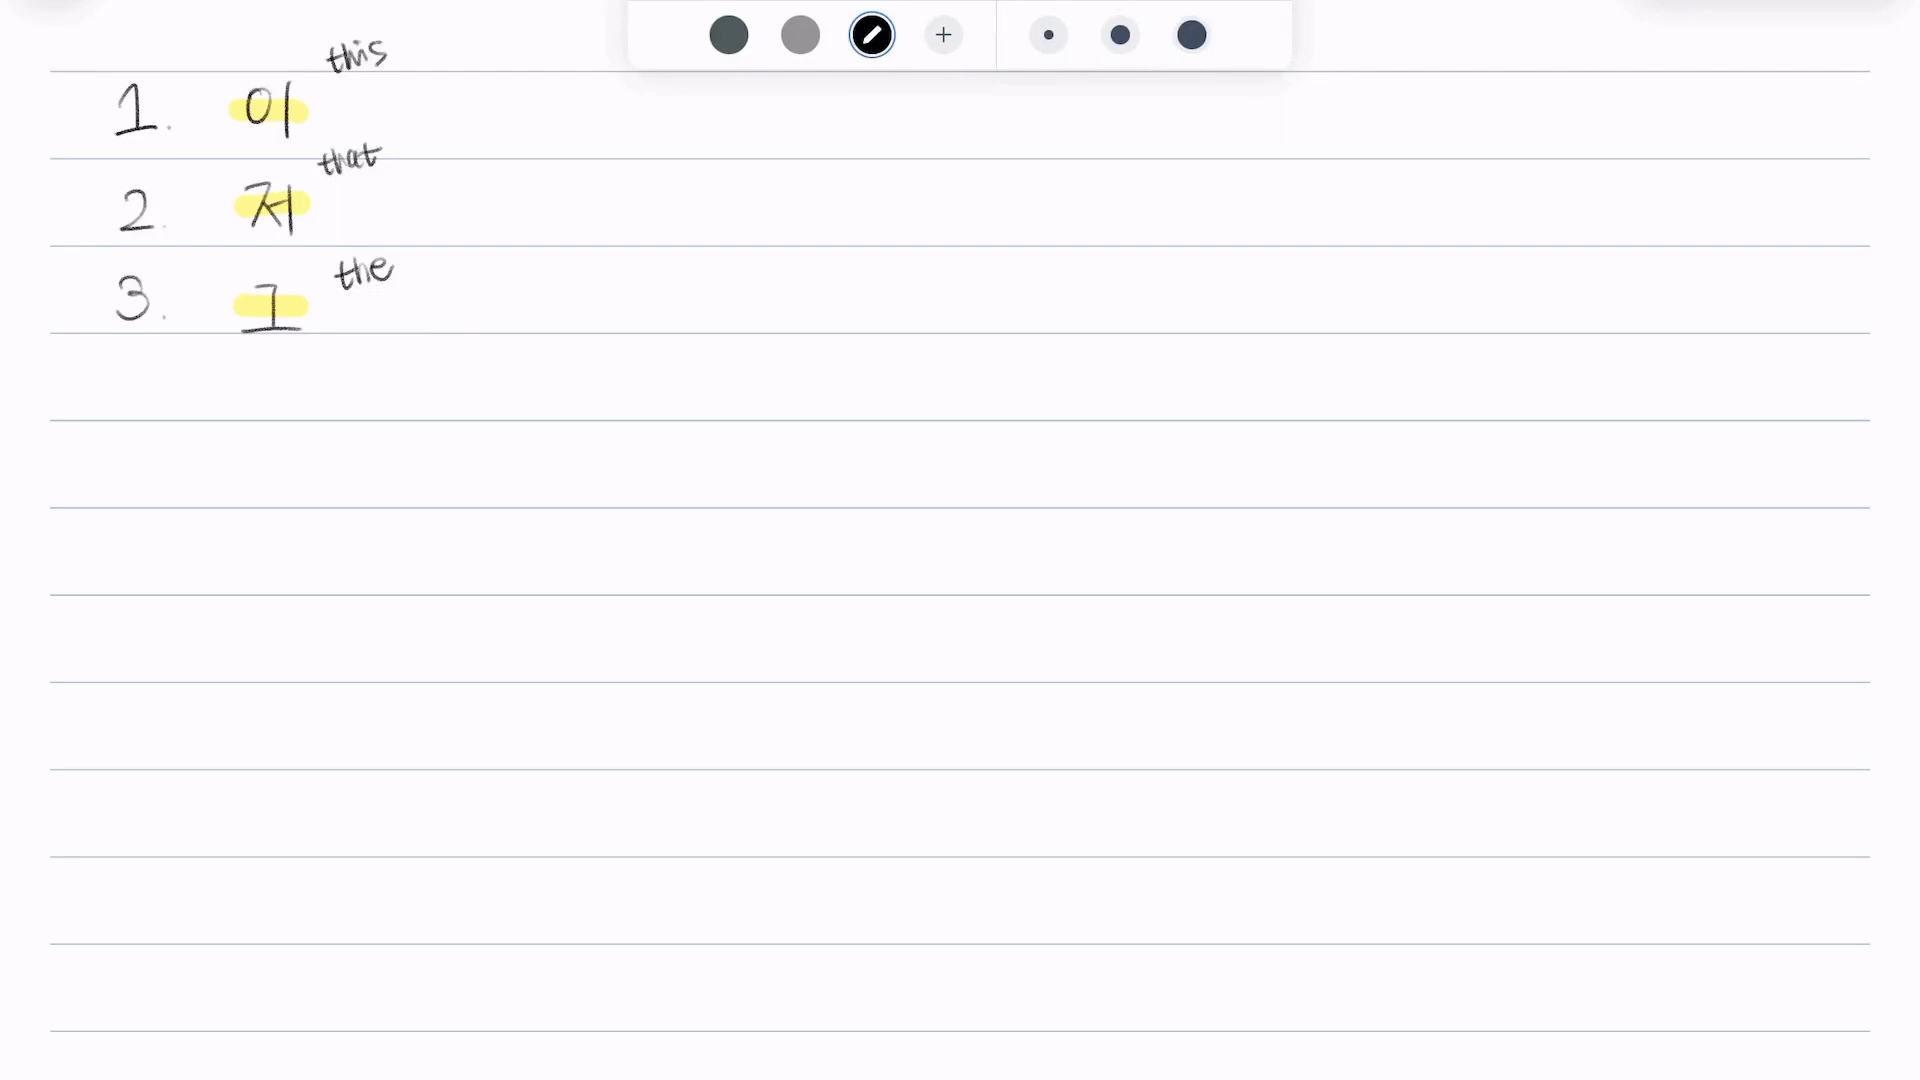 this
1. 이
that
2. 저
the
3. 그